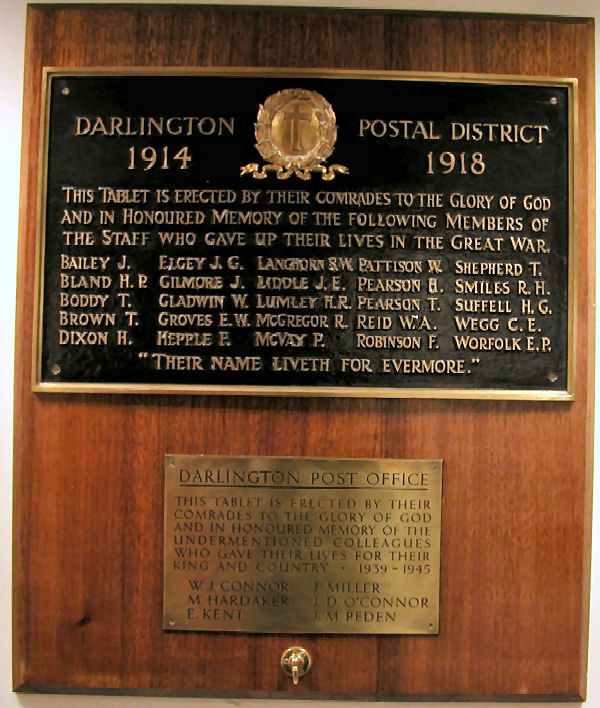 DARLINGTON POSTAL DISTRICT
1914 1918
THIS TABLET IS ERECTED BY THEIR COMRADES TO THE GLORY OF GOD
AND IN HONOURED MEMORY OF THE FOLLOWING MEMBERS OF
THE STAFF WHO GAVE UP THEIR LIVES IN THE GREAT WAR.
BAILEY J. ELGEY J. G. LANGHORN S.W. PATTISON W. SHEPHERD T.
BLAND H. P. GILMORE J. LIDDLE J. E. PEARSON H. SMILES R. H.
BODDY T. GLADWIN W. LUMLEY H.R. PEARSON T. SUFFELL H. G.
BROWN T. GROVES E. W. MCGREGOR R. REID W. A. WEGG C. E.
DIXON H. HEPPLE F. MCVAY P. ROBINSON F. WORFOLK E. P.
"THEIR NAME LIVETH FOR EVERMORE."
DARLINGTON POST OFFICE
THIS TABLET IS ERECTED BY THEIR
COMRADES TO THE GLORY OF GOD
AND IN HONOURED MEMORY OF THE
UNDERMENTIONED COLLEAGUES
WHO GAVE THEIR LIVES FOR THEIR
KING AND COUNTRY · 1939 - 1945
W. J. CONNOR J. MILLER
M. HARDAKER J. D. O'CONNOR
E. KENT J. M. PEDEN